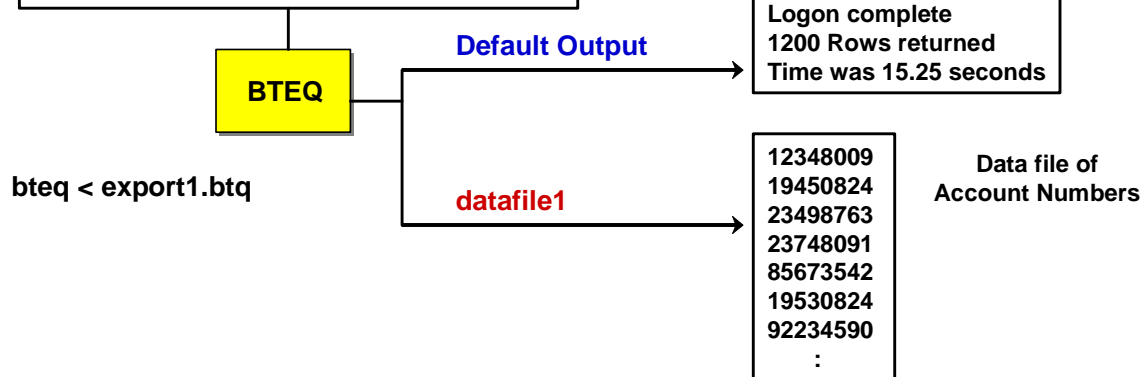 Logon complete
1200 Rows returned
Time was 15.25 seconds
Default Output
BTEQ
bteq < export1.btq
datafile1
12348009
19450824
23498763
23748091
85673542
19530824
92234590
:
Data file of
Account Numbers